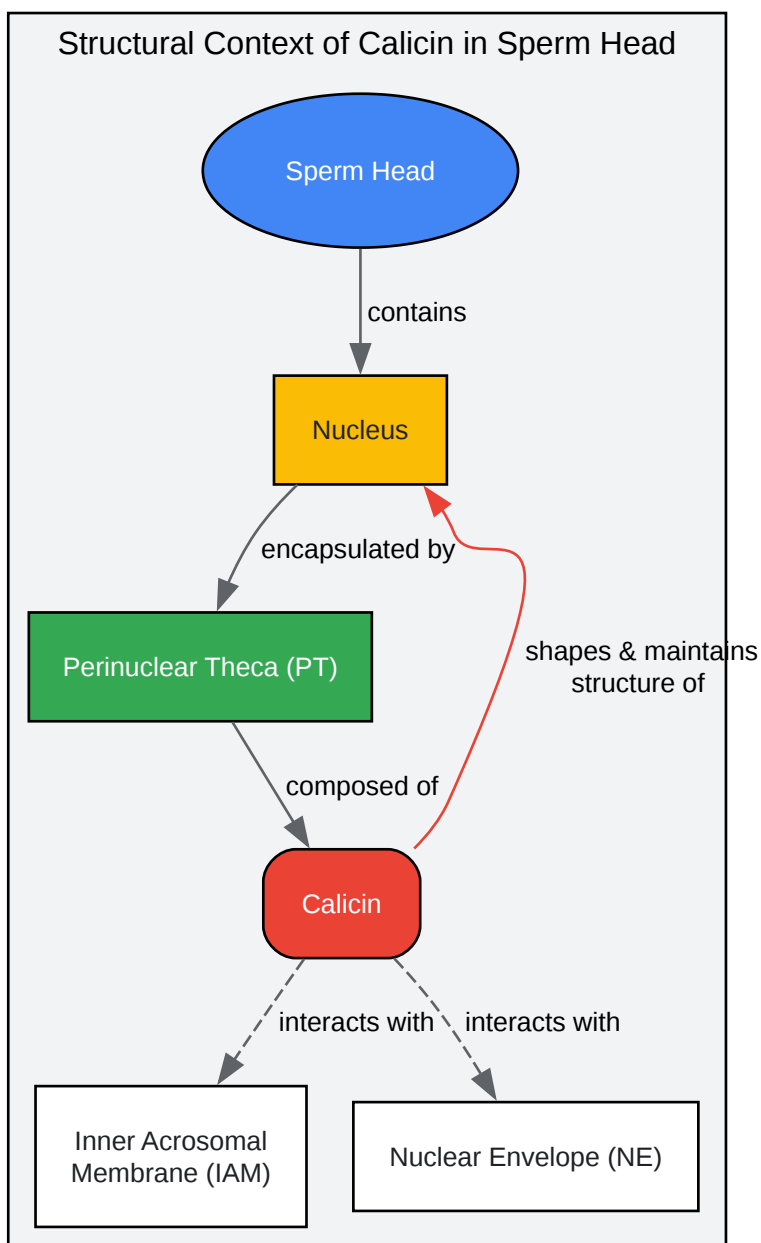 Structural Context of Calicin in Sperm Head
Sperm Head
contains
Nucleus
encapsulated by
Perinuclear Theca (PT)
shapes & maintains
structure of
composed of
Calicin
interacts with
interacts with
Inner Acrosomal
Membrane (IAM)
Nuclear Envelope (NE)